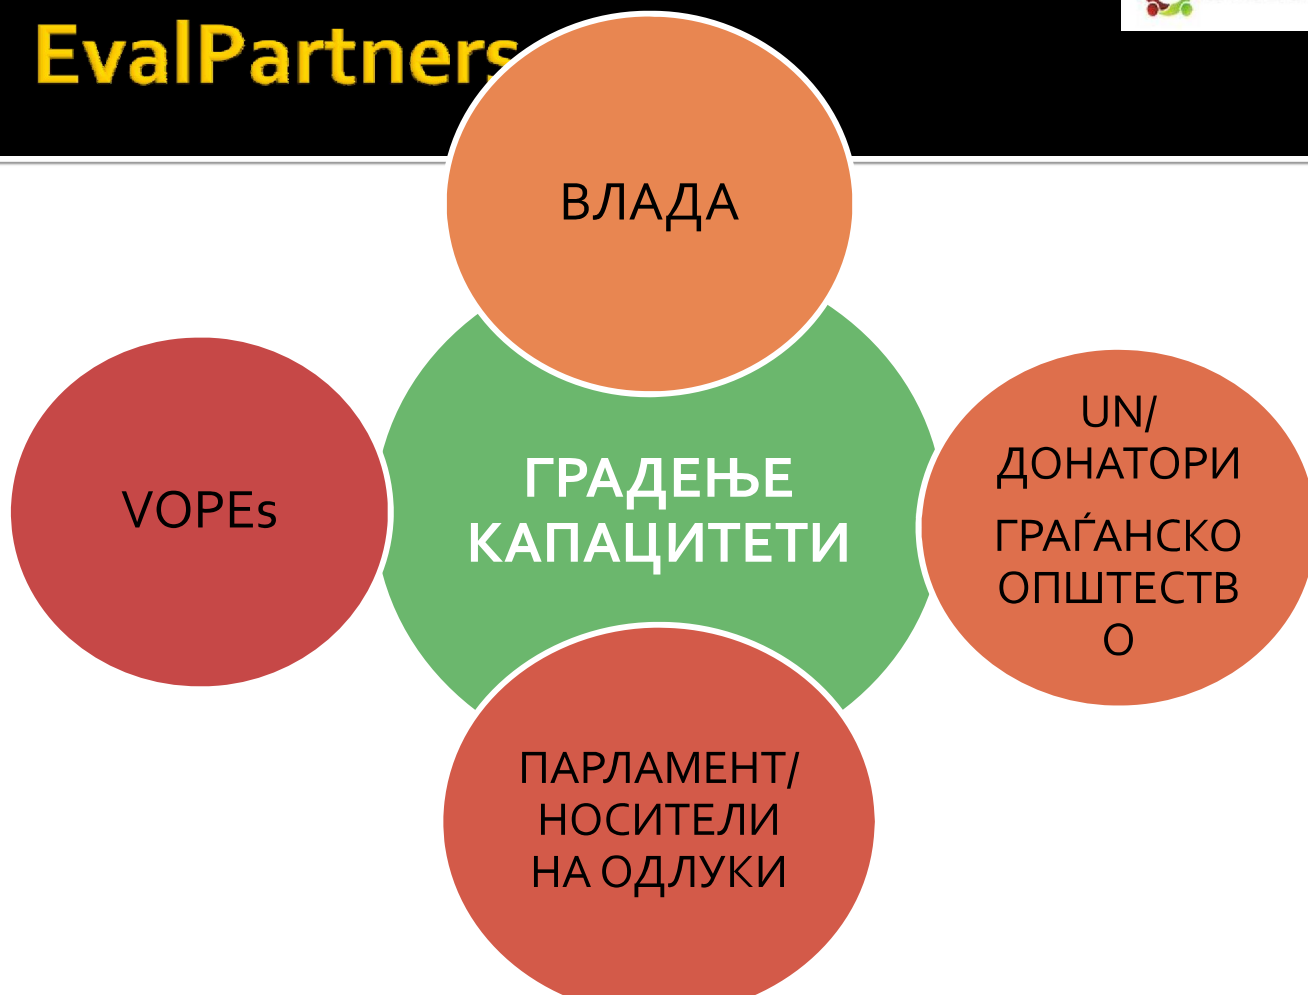 EvalPartners
ВЛАДА
VOPEs
ГРАДЕЊЕ
КАПАЦИТЕТИ
UN/
ДОНАТОРИ
ГРАЃАНСКО
ОПШТЕСТВ
О
ПАРЛАМЕНТ/
НОСИТЕЛИ
НА ОДЛУКИ